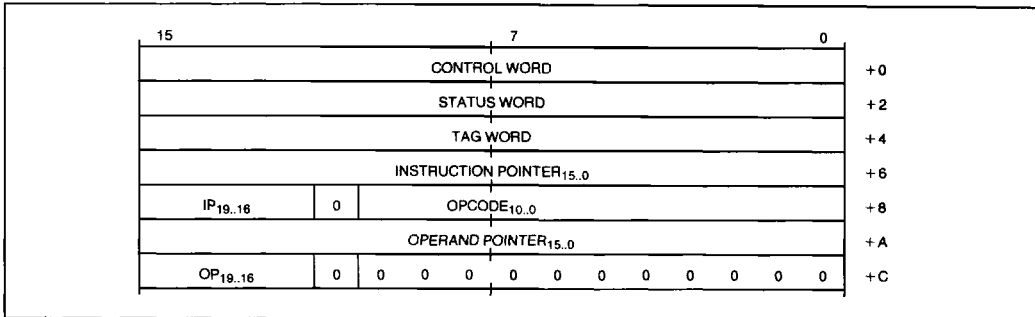 15 7 0
CONTROL WORD +0
STATUS WORD +2
TAG WORD +4
INSTRUCTION POINTER15..0 +6
IP19..16 0 OPCODE10..0 +8
OPERAND POINTER15..0 +A
OP19..16 0 0 0 0 0 0 0 0 0 0 0 0 +C